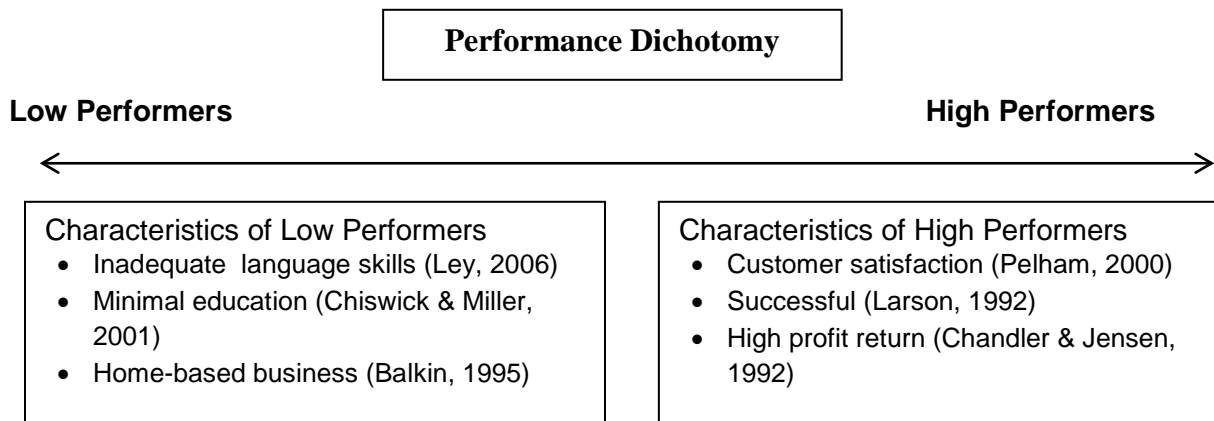 Performance Dichotomy
Low Performers
High Performers
Characteristics of Low Performers
• Inadequate  language skills (Ley, 2006)
• Minimal education (Chiswick & Miller,
2001)
• Home-based business (Balkin, 1995)
Characteristics of High Performers
• Customer satisfaction (Pelham, 2000)
• Successful (Larson, 1992)
• High profit return (Chandler & Jensen,
1992)